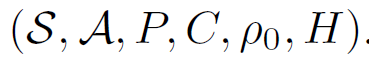 (𝒮, 𝒜, P, C, ρ₀, H).